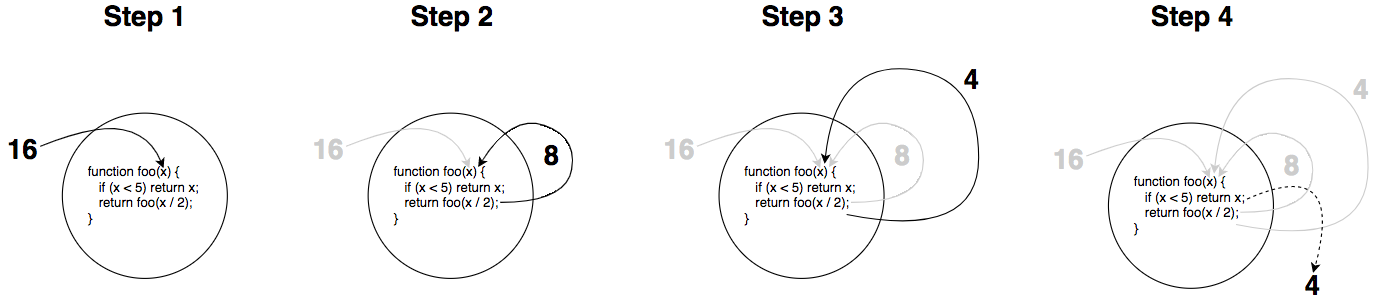 Step 1
16
function foo(x) {
if (x < 5) return x;
return foo(x / 2);
}
Step 2
16
8
function foo(x) {
if (x < 5) return x;
return foo(x / 2);
}
Step 3
4
16
8
function foo(x) {
if (x < 5) return x;
return foo(x / 2);
}
Step 4
4
16
8
function foo(x) {
if (x < 5) return x;
return foo(x / 2);
}
4